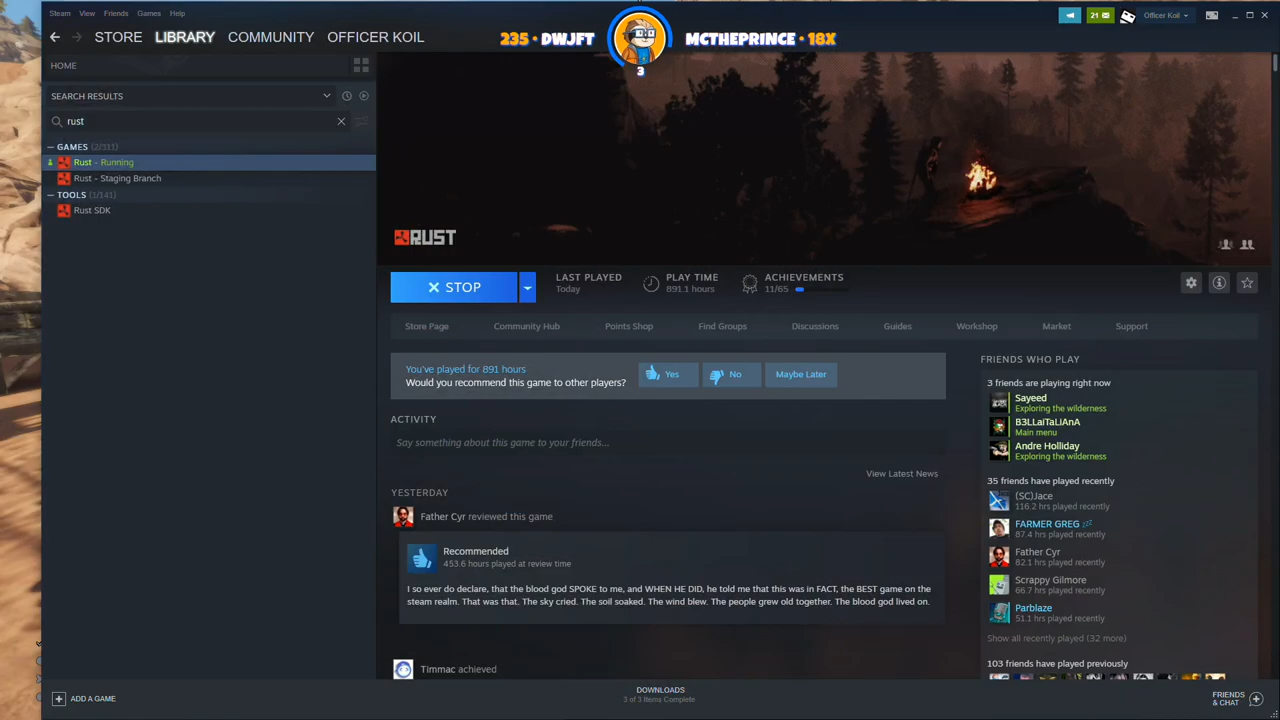 Steam View Friends Games Help
21
Officer Koil
STORE LIBRARY COMMUNITY OFFICER KOIL
235 • DWJFT
3
MCTHEPRINCE • 18X
HOME
SEARCH RESULTS
rust
GAMES (2/311)
Rust - Running
Rust - Staging Branch
TOOLS (1/141)
Rust SDK
RUST
STOP
LAST PLAYED
Today
PLAY TIME
891.1 hours
ACHIEVEMENTS
11/65
Store Page Community Hub Points Shop Find Groups Discussions Guides Workshop Market Support
You've played for 891 hours
Would you recommend this game to other players?
Yes No Maybe Later
ACTIVITY
Say something about this game to your friends...
View Latest News
YESTERDAY
Father Cyr reviewed this game
Recommended
453.6 hours played at review time
I so ever do declare, that the blood god SPOKE to me, and WHEN HE DID, he told me that this was in FACT, the BEST game on the
steam realm. That was that. The sky cried. The soil soaked. The wind blew. The people grew old together. The blood god lived on.
Timmac achieved
FRIENDS WHO PLAY
3 friends are playing right now
Sayeed
Exploring the wilderness
B3LLaiTaLiAnA
Main menu
Andre Holliday
Exploring the wilderness
35 friends have played recently
(SC)Jace
116.2 hrs played recently
FARMER GREG zzz
87.4 hrs played recently
Father Cyr
82.1 hrs played recently
Scrappy Gilmore
66.7 hrs played recently
Parblaze
51.1 hrs played recently
Show all recently played (32 more)
103 friends have played previously
ADD A GAME
DOWNLOADS
3 of 3 Items Complete
FRIENDS
& CHAT